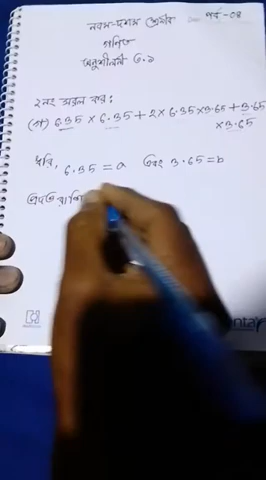 নবম-দশম শ্রেণীর পর্ব-08
গণিত
অনুশীলনী ৩.১
২নং সরল কর:
(গ) 6.35 × 6.35 + 2 × 6.35 × 3.65 + 3.65
× 3.65
ধরি, 6.35 = a এবং 3.65 = b
প্রদত্ত রাশি